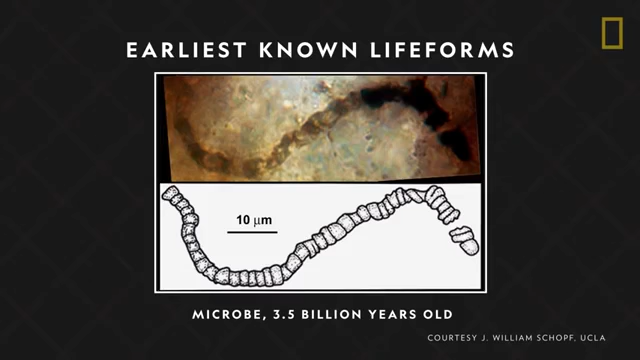 EARLIEST KNOWN LIFEFORMS
10 µm
MICROBE, 3.5 BILLION YEARS OLD
COURTESY J. WILLIAM SCHOPF, UCLA